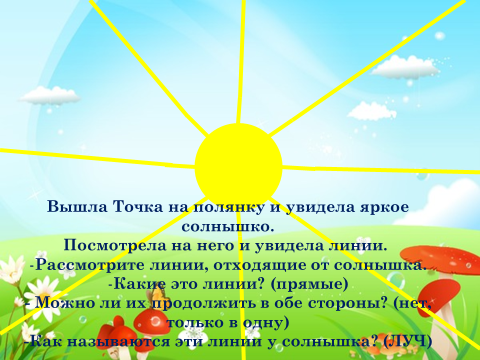 Вышла Точка на полянку и увидела яркое
солнышко.
Посмотрела на него и увидела линии.
-Рассмотрите линии, отходящие от солнышка.
-Какие это линии? (прямые)
- Можно ли их продолжить в обе стороны? (нет,
только в одну)
-Как называются эти линии у солнышка? (ЛУЧ)